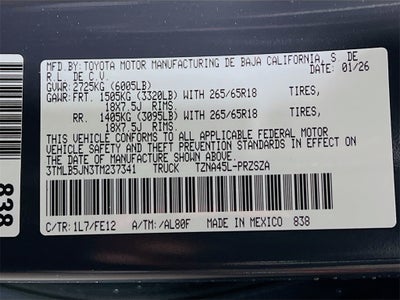 MFD. BY: TOYOTA MOTOR MANUFACTURING DE BAJA CALIFORNIA, S. DE
R.L. DE C.V. DATE: 01/26
GVWR: 2725KG (6005LB)
GAWR: FRT. 1505KG (3320LB) WITH 265/65R18 TIRES,
18X7.5J RIMS.
RR. 1405KG (3095LB) WITH 265/65R18 TIRES,
18X7.5J RIMS.
THIS VEHICLE CONFORMS TO ALL APPLICABLE FEDERAL MOTOR
VEHICLE SAFETY AND BUMPER STANDARDS IN EFFECT ON THE
DATE OF MANUFACTURE SHOWN ABOVE.
3TMLB5JN3TM237341 TRUCK TZNA45L-PRZSZA
C/TR: 1L7/FE12 A/TM: /AL80F MADE IN MEXICO 838
838